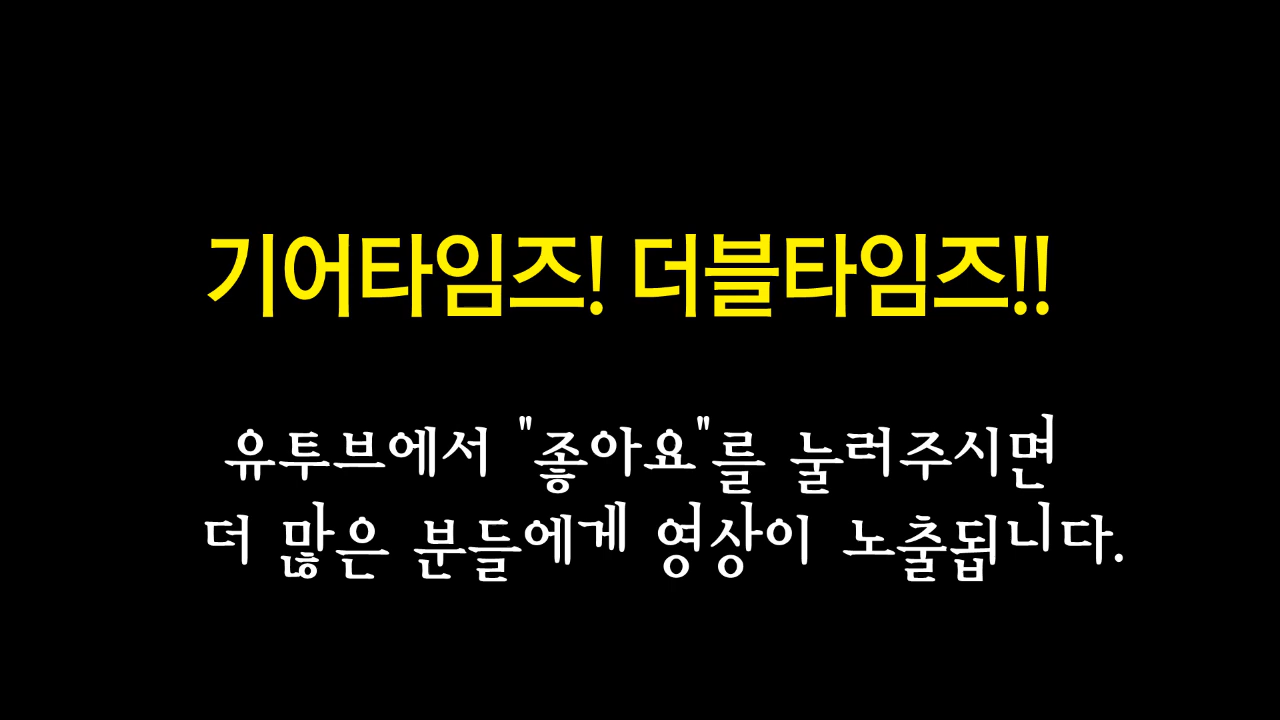 기어타임즈! 더블타임즈!!
유투브에서 "좋아요"를 눌러주시면
더 많은 분들에게 영상이 노출됩니다.